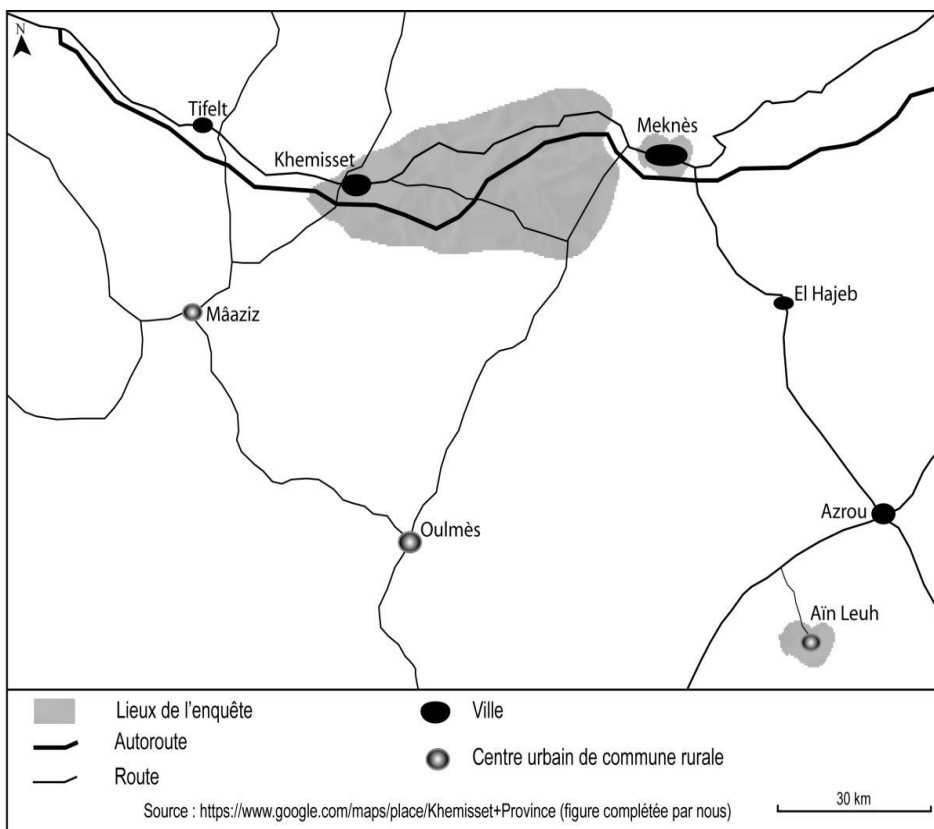 N
Tifelt
Khemisset
Meknès
El Hajeb
Mâaziz
Oulmès
Azrou
Aïn Leuh
Lieux de l'enquête
Ville
Autoroute
Centre urbain de commune rurale
Route
Source : https://www.google.com/maps/place/Khemisset+Province (figure complétée par nous)
30 km